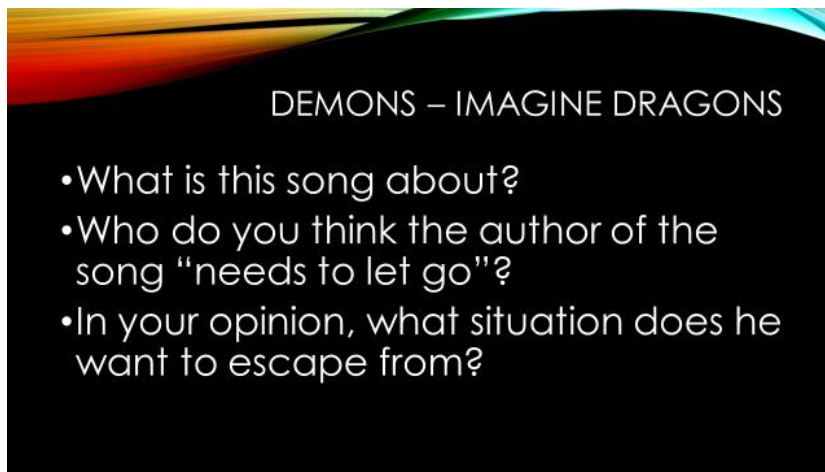 DEMONS – IMAGINE DRAGONS
•What is this song about?
•Who do you think the author of the
song “needs to let go”?
•In your opinion, what situation does he
want to escape from?